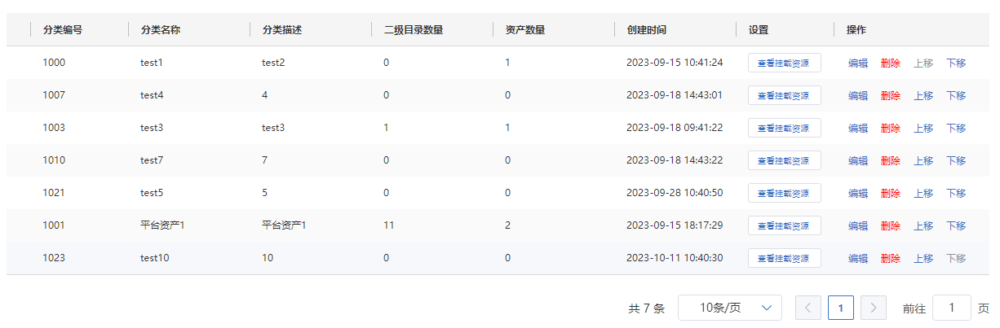 分类编号 分类名称 分类描述 二级目录数量 资产数量 创建时间 设置 操作
1000 test1 test2 0 1 2023-09-15 10:41:24 查看挂载资源 编辑 删除 上移 下移
1007 test4 4 0 0 2023-09-18 14:43:01 查看挂载资源 编辑 删除 上移 下移
1003 test3 test3 1 1 2023-09-18 09:41:22 查看挂载资源 编辑 删除 上移 下移
1010 test7 7 0 0 2023-09-18 14:43:22 查看挂载资源 编辑 删除 上移 下移
1021 test5 5 0 0 2023-09-28 10:40:50 查看挂载资源 编辑 删除 上移 下移
1001 平台资产1 平台资产1 11 2 2023-09-15 18:17:29 查看挂载资源 编辑 删除 上移 下移
1023 test10 10 0 0 2023-10-11 10:40:30 查看挂载资源 编辑 删除 上移 下移
共 7 条 10条/页 1 前往 1 页